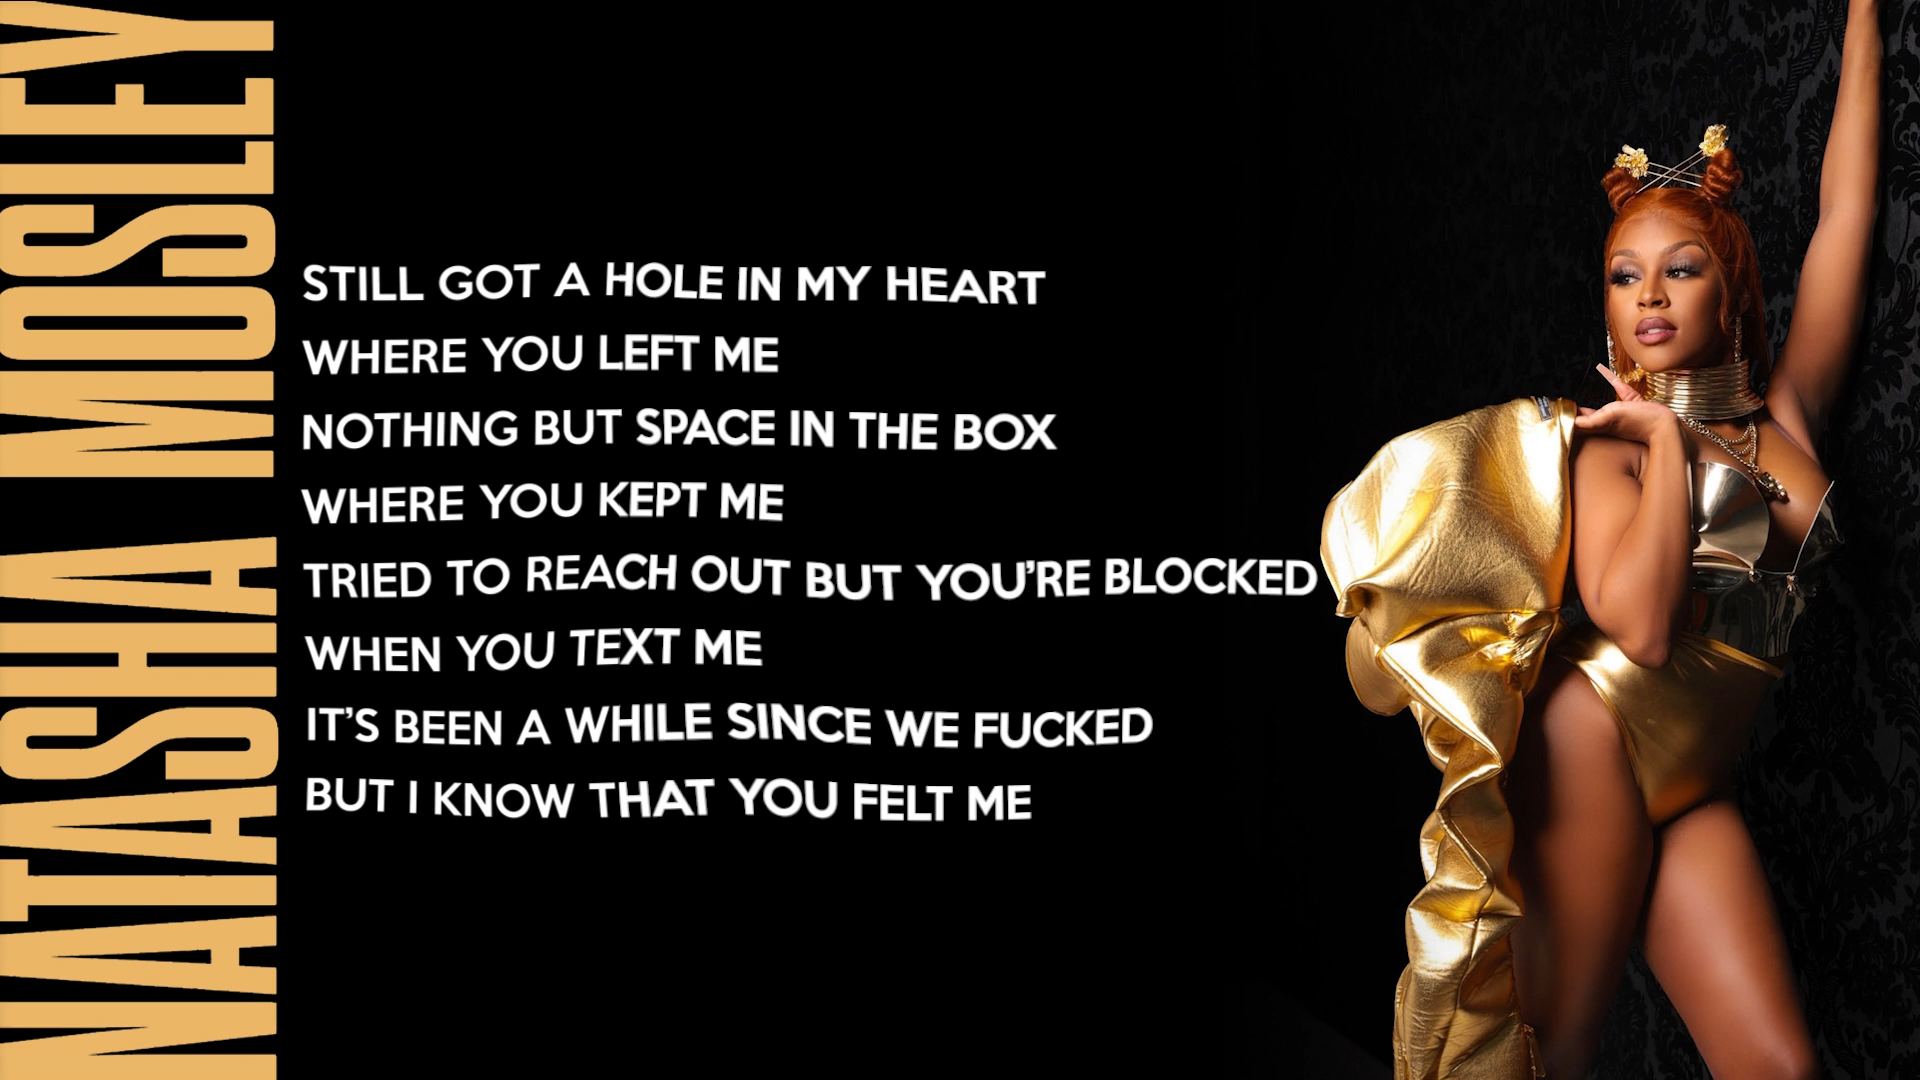 NATASHA MOSLEY
STILL GOT A HOLE IN MY HEART
WHERE YOU LEFT ME
NOTHING BUT SPACE IN THE BOX
WHERE YOU KEPT ME
TRIED TO REACH OUT BUT YOU'RE BLOCKED
WHEN YOU TEXT ME
IT'S BEEN A WHILE SINCE WE FUCKED
BUT I KNOW THAT YOU FELT ME